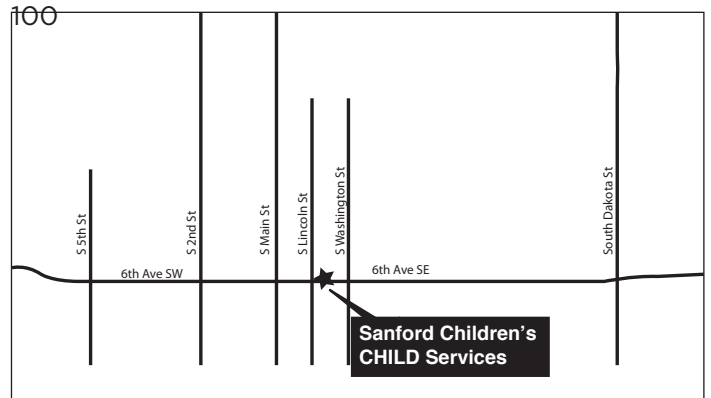 100
S 5th St
S 2nd St
S Main St
S Lincoln St
S Washington St
South Dakota St
6th Ave SW
6th Ave SE
Sanford Children's
CHILD Services